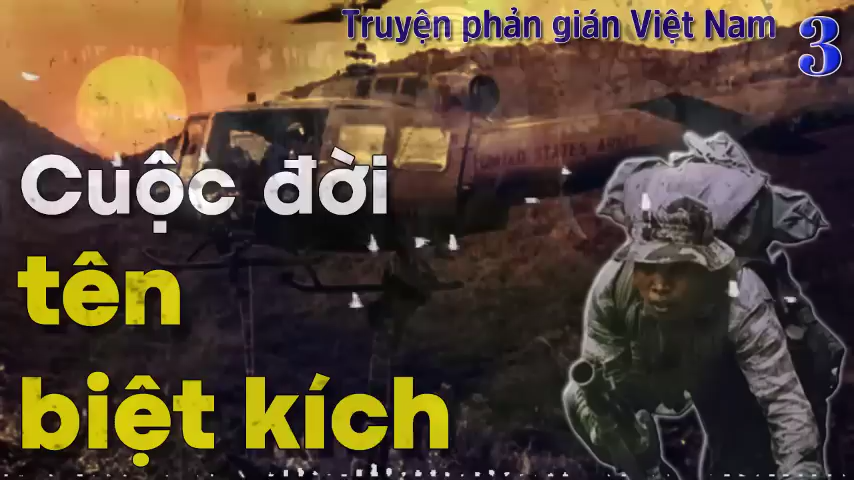 Truyện phản gián Việt Nam 3
Cuộc đời
UNITED STATES ARMY
tên
biệt kích